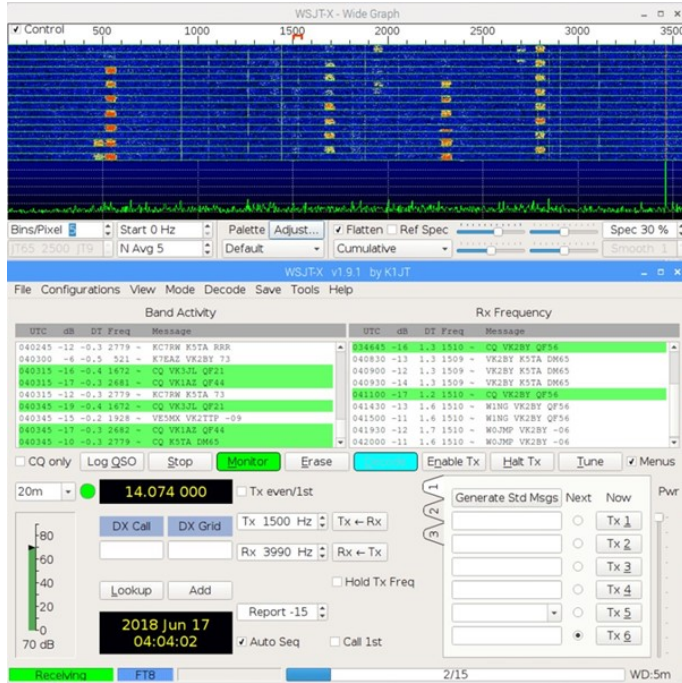 WSJT-X - Wide Graph
Control 500 1000 1500 2000 2500 3000 3500
Bins/Pixel 5 Start 0 Hz Palette Adjust... Flatten Ref Spec Spec 30 %
JT65 2500 JT9 N Avg 5 Default Cumulative Smooth 1
WSJT-X v1.9.1 by K1JT
File Configurations View Mode Decode Save Tools Help
Band Activity
UTC dB DT Freq Message
040245 -12 -0.3 2779 ~ KC7RW K5TA RRR
040300 -6 -0.5 521 ~ K7EAZ VK2BY 73
040315 -16 -0.4 1672 ~ CQ VK3JL QF21
040315 -17 -0.3 2681 ~ CQ VK1AZ QF44
040315 -12 -0.3 2779 ~ KC7RW K5TA 73
040345 -19 -0.4 1672 ~ CQ VK3JL QF21
040345 -15 -0.2 1928 ~ VE5MX VK2TTP -09
040345 -17 -0.3 2682 ~ CQ VK1AZ QF44
040345 -10 -0.3 2779 ~ CQ K5TA DM65
Rx Frequency
UTC dB DT Freq Message
034645 -16 1.3 1510 ~ CQ VK2BY QF56
040830 -13 1.3 1509 ~ VK2BY K5TA DM65
040900 -12 1.3 1509 ~ VK2BY K5TA DM65
040930 -14 1.3 1509 ~ VK2BY K5TA DM65
041100 -17 1.2 1510 ~ CQ VK2BY QF56
041430 -13 1.6 1510 ~ W1NG VK2BY QF56
041500 -11 1.6 1510 ~ W1NG VK2BY QF56
041930 -12 1.7 1510 ~ W0JMP VK2BY -06
042000 -11 1.6 1510 ~ W0JMP VK2BY -06
CQ only Log QSO Stop Monitor Erase Enable Tx Halt Tx Tune Menus
20m 14.074 000 Tx even/1st
DX Call DX Grid Tx 1500 Hz Tx ← Rx
Rx 3990 Hz Rx ← Tx
Hold Tx Freq
Lookup Add
Report -15
2018 Jun 17
04:04:02
Auto Seq Call 1st
-80
-60
-40
-20
-0
70 dB
1
2
3
Generate Std Msgs Next Now Pwr
Tx 1
Tx 2
Tx 3
Tx 4
Tx 5
Tx 6
Receiving FT8 2/15 WD:5m